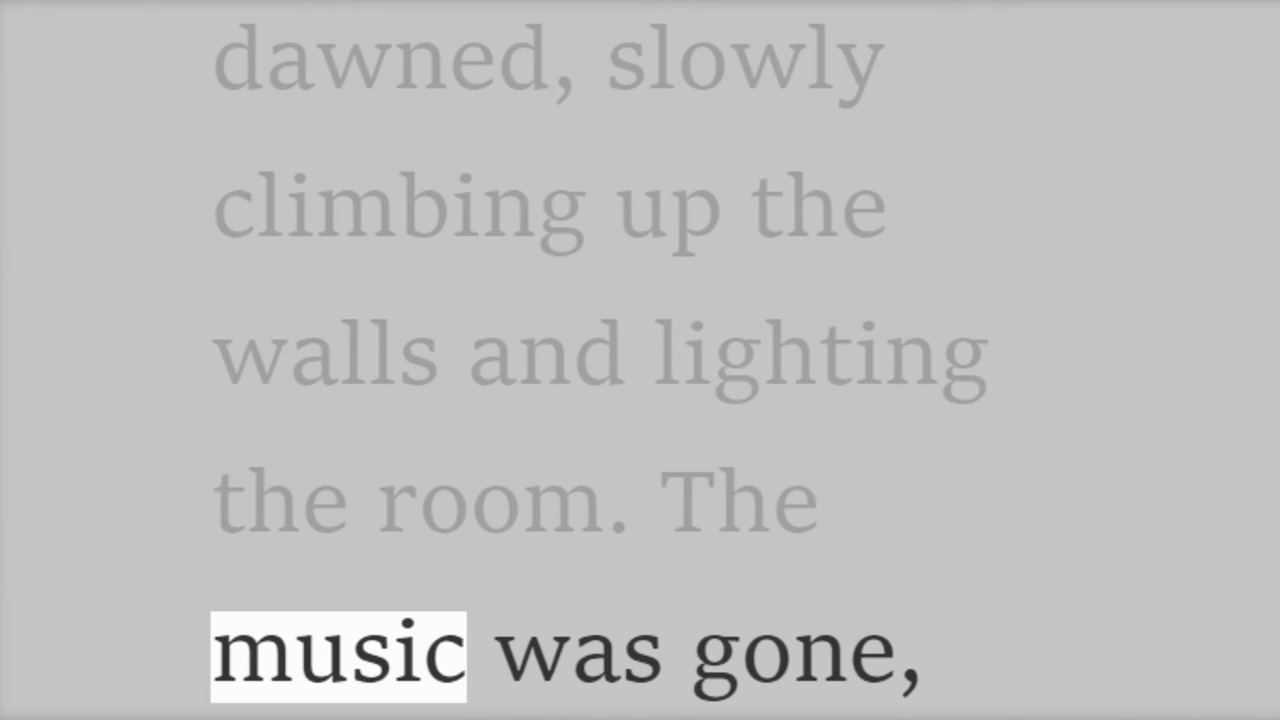 dawned, slowly
climbing up the
walls and lighting
the room. The
music was gone,